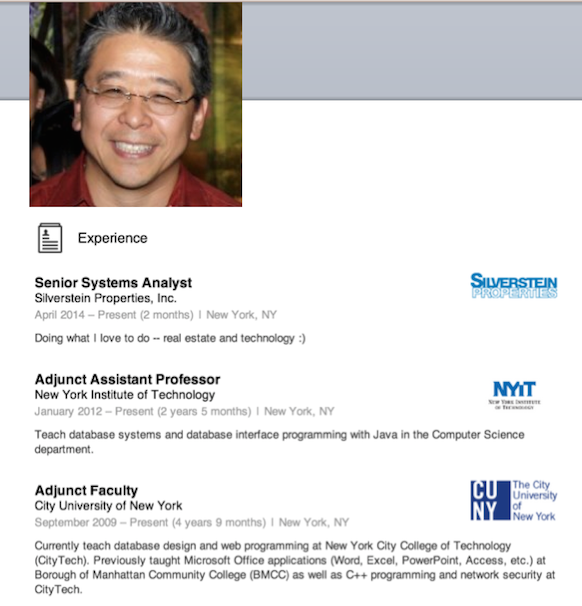 Experience
Senior Systems Analyst
Silverstein Properties, Inc.
April 2014 – Present (2 months) | New York, NY
Doing what I love to do -- real estate and technology :)
SILVERSTEIN
PROPERTIES
Adjunct Assistant Professor
New York Institute of Technology
January 2012 – Present (2 years 5 months) | New York, NY
Teach database systems and database interface programming with Java in the Computer Science
department.
NYiT
NEW YORK INSTITUTE
OF TECHNOLOGY
Adjunct Faculty
City University of New York
September 2009 – Present (4 years 9 months) | New York, NY
Currently teach database design and web programming at New York City College of Technology
(CityTech). Previously taught Microsoft Office applications (Word, Excel, PowerPoint, Access, etc.) at
Borough of Manhattan Community College (BMCC) as well as C++ programming and network security at
CityTech.
CU
NY
The City
University
of
New York